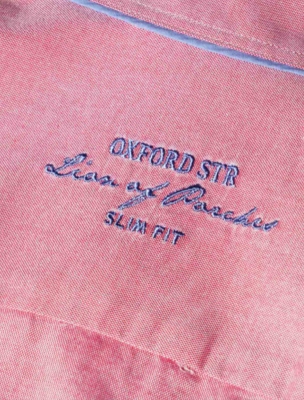 OXFORD STR
Lion of Porches
SLIM FIT